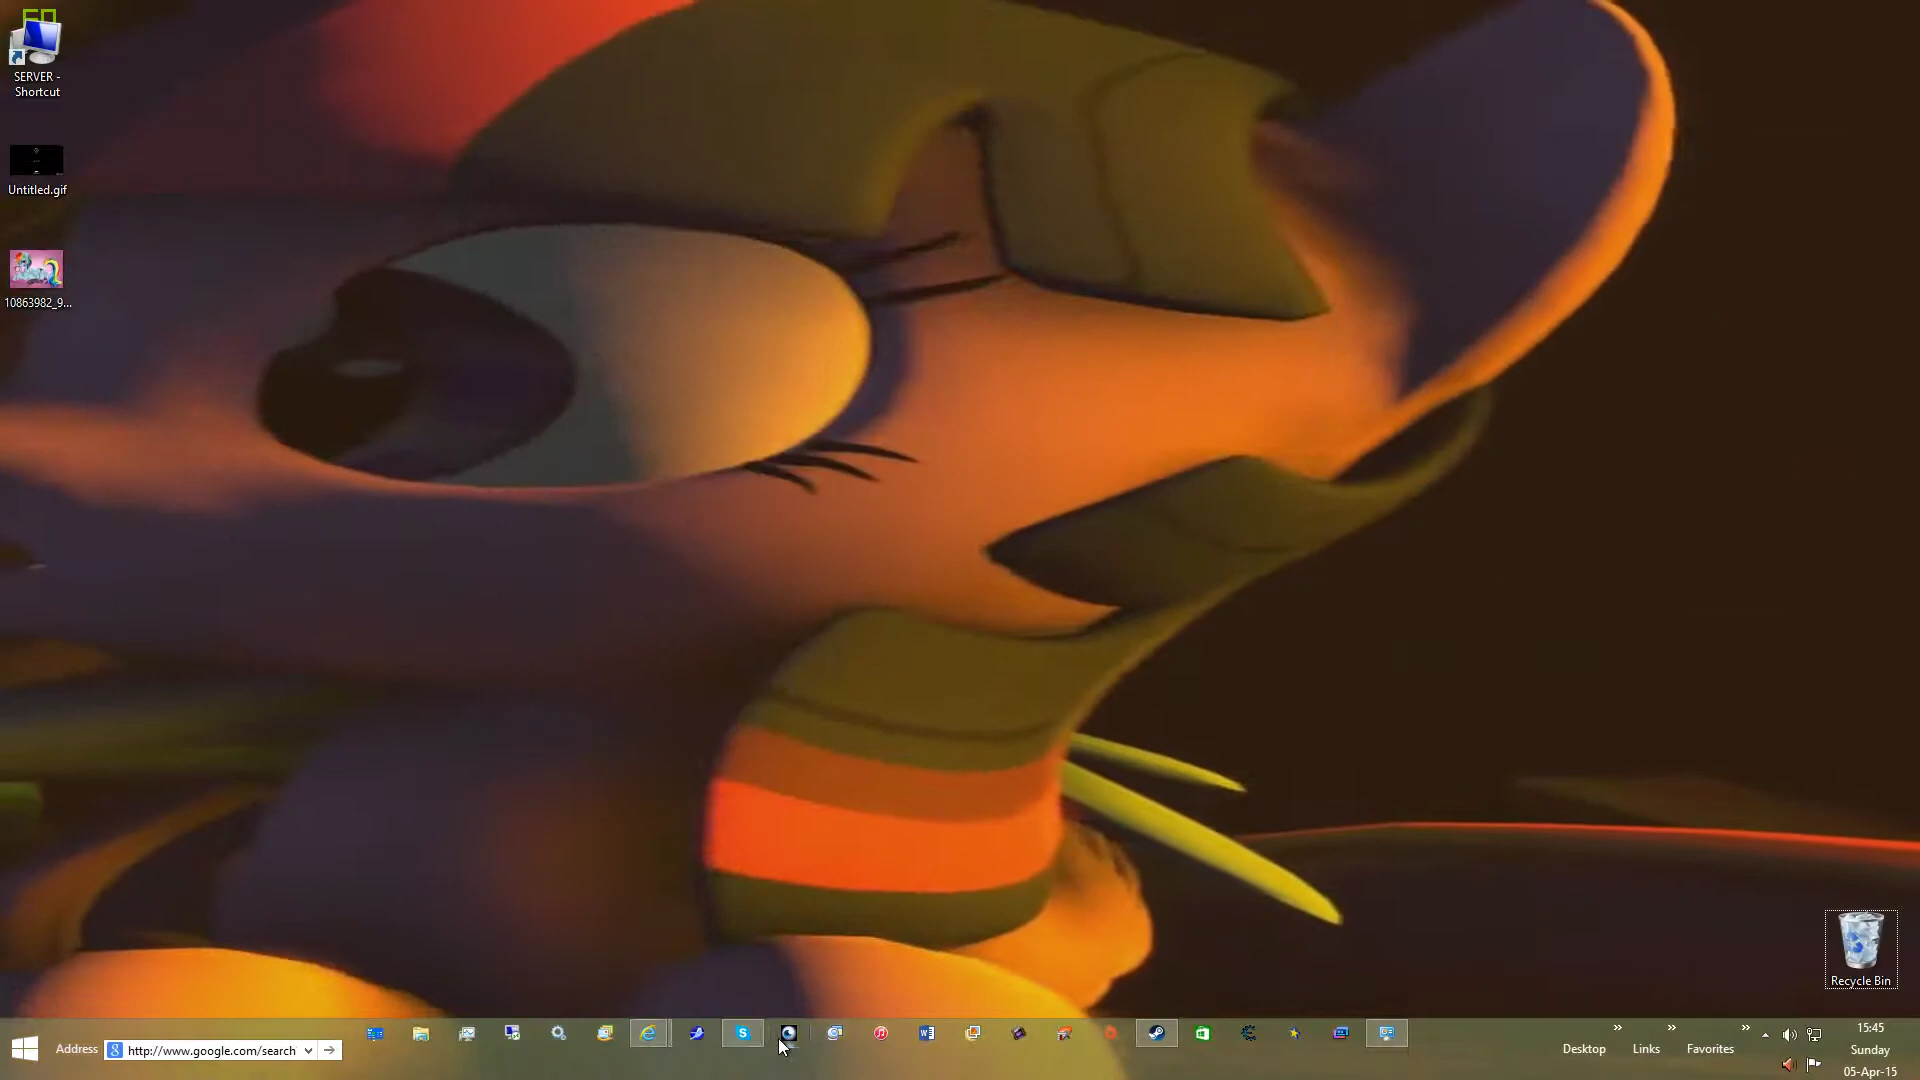 60
SERVER -
Shortcut
Untitled.gif
10863982_9...
Recycle Bin
Address
http://www.google.com/search
Desktop
Links
Favorites
15:45
Sunday
05-Apr-15